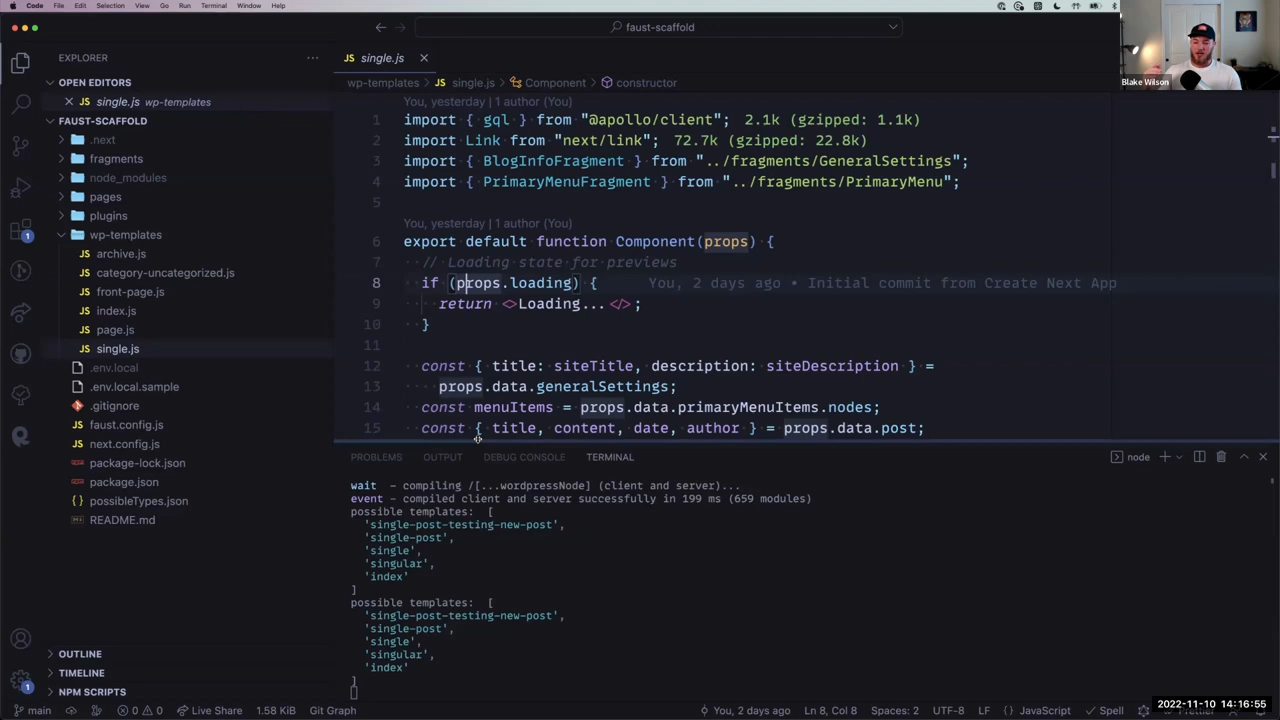 Code File Edit Selection View Go Run Terminal Window Help
faust-scaffold
Blake Wilson
EXPLORER
OPEN EDITORS
single.js wp-templates
FAUST-SCAFFOLD
.next
fragments
node_modules
pages
plugins
wp-templates
JS archive.js
JS category-uncategorized.js
JS front-page.js
JS index.js
JS page.js
JS single.js
.env.local
.env.local.sample
.gitignore
JS faust.config.js
JS next.config.js
package-lock.json
package.json
{} possibleTypes.json
README.md
OUTLINE
TIMELINE
NPM SCRIPTS
JS single.js
wp-templates > JS single.js > Component > constructor
You, yesterday | 1 author (You)
1 import { gql } from "@apollo/client"; 2.1k (gzipped: 1.1k)
2 import Link from "next/link"; 72.7k (gzipped: 22.8k)
3 import { BlogInfoFragment } from "../fragments/GeneralSettings";
4 import { PrimaryMenuFragment } from "../fragments/PrimaryMenu";
5
You, yesterday | 1 author (You)
6 export default function Component(props) {
7 // Loading state for previews
8 if (props.loading) { You, 2 days ago • Initial commit from Create Next App
9 return <>Loading...</>;
10 }
11
12 const { title: siteTitle, description: siteDescription } =
13 props.data.generalSettings;
14 const menuItems = props.data.primaryMenuItems.nodes;
15 const { title, content, date, author } = props.data.post;
PROBLEMS OUTPUT DEBUG CONSOLE TERMINAL
node
wait - compiling /[...wordpressNode] (client and server)...
event - compiled client and server successfully in 199 ms (659 modules)
possible templates: [
'single-post-testing-new-post',
'single-post',
'single',
'singular',
'index'
]
possible templates: [
'single-post-testing-new-post',
'single-post',
'single',
'singular',
'index'
]
main 0 0 Live Share 1.58 KiB Git Graph You, 2 days ago Ln 8, Col 8 Spaces: 2 UTF-8 LF JavaScript Spell Prettier
2022-11-10 14:16:55